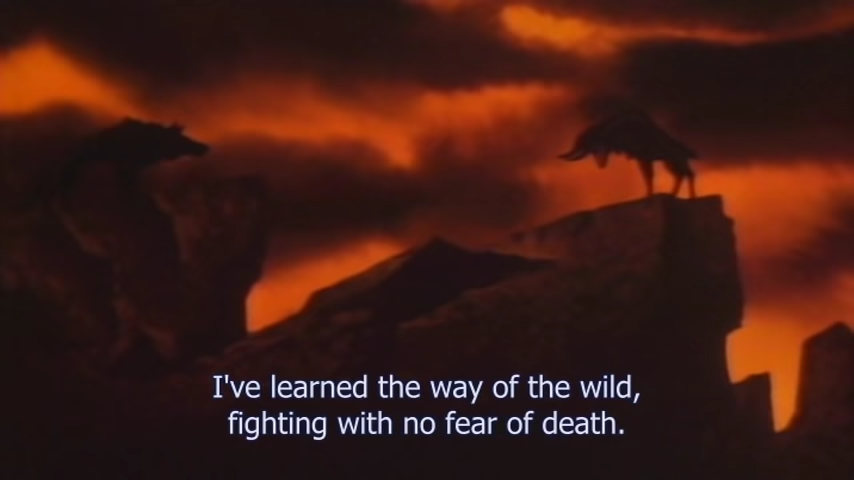 I've learned the way of the wild,
fighting with no fear of death.